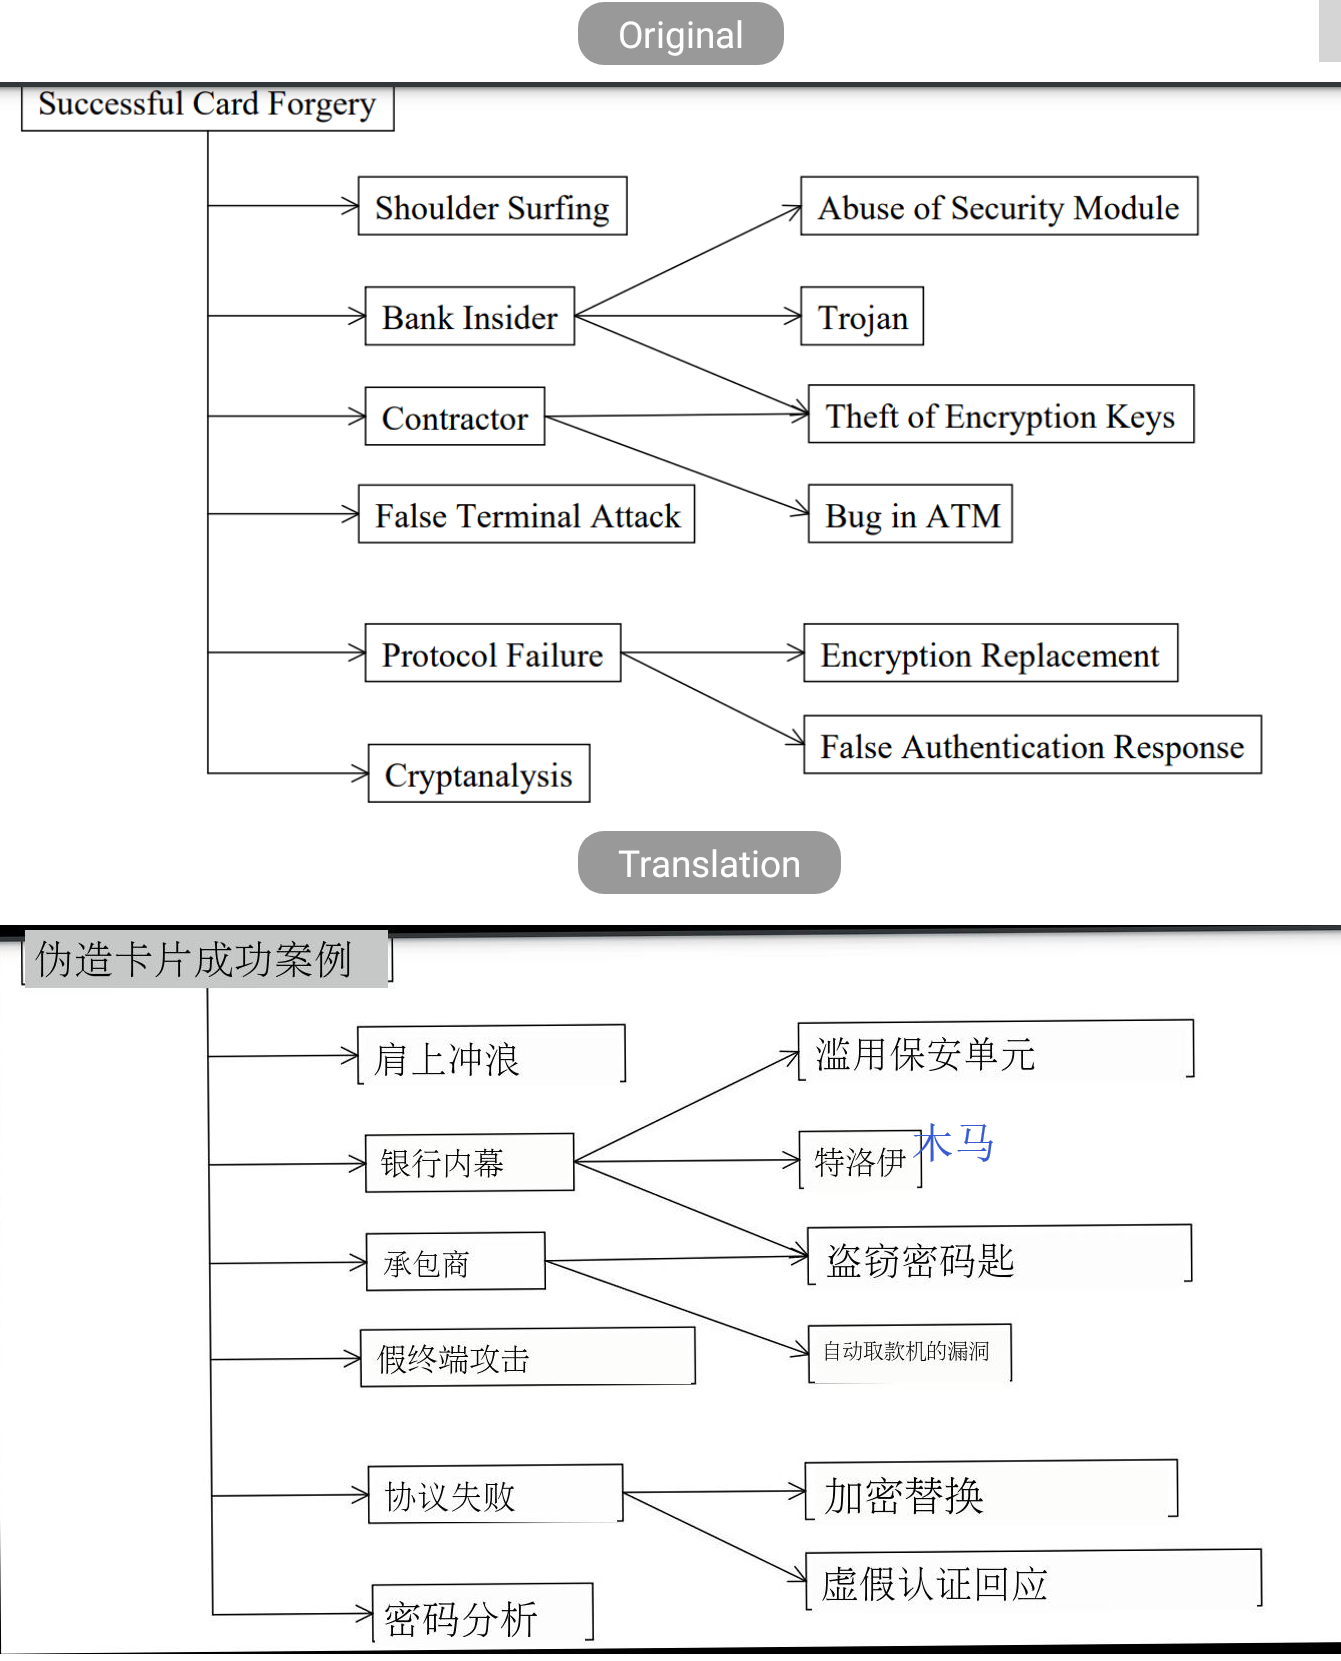 Original
Successful Card Forgery
Shoulder Surfing
Abuse of Security Module
Bank Insider
Trojan
Contractor
Theft of Encryption Keys
False Terminal Attack
Bug in ATM
Protocol Failure
Encryption Replacement
False Authentication Response
Cryptanalysis
Translation
伪造卡片成功案例
肩上冲浪
滥用保安单元
银行内幕
特洛伊木马
承包商
盗窃密码匙
假终端攻击
自动取款机的漏洞
协议失败
加密替换
虚假认证回应
密码分析